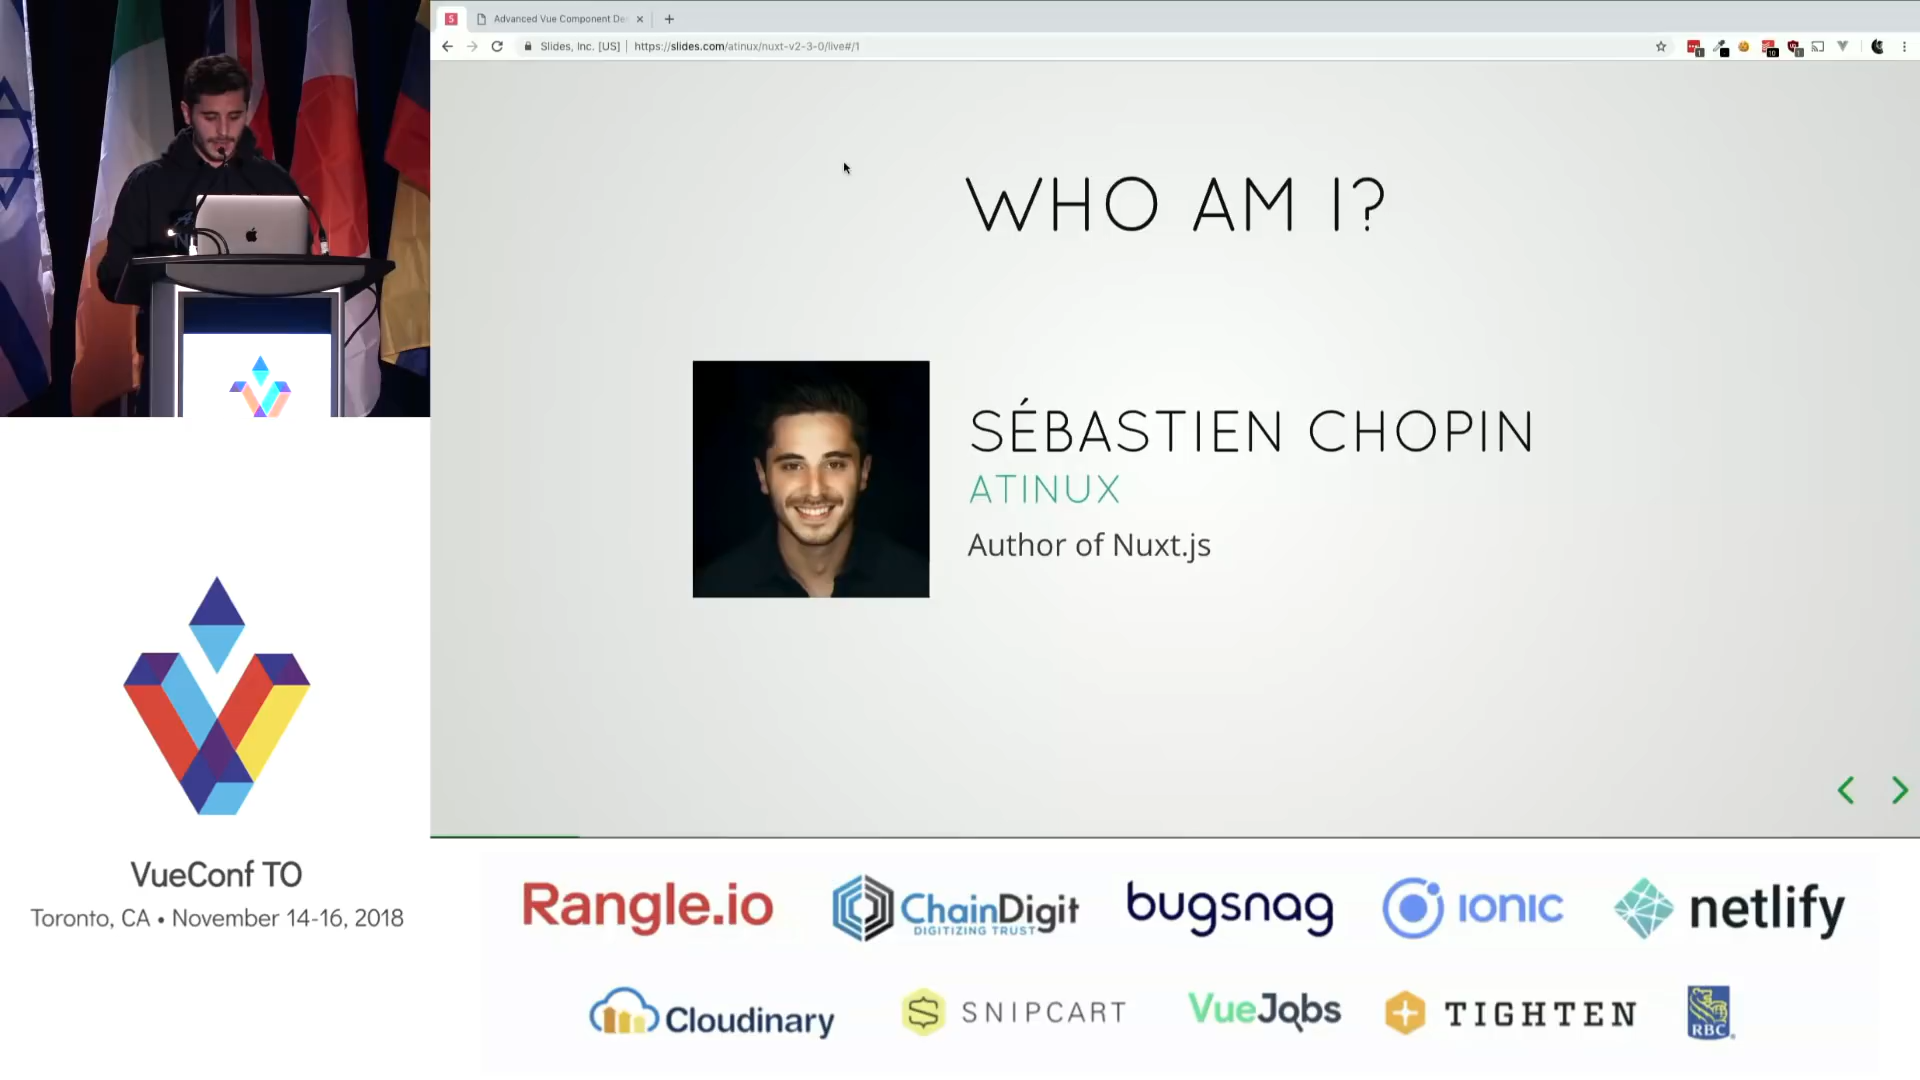 Advanced Vue Component De
Slides, Inc. [US] | https://slides.com/atinux/nuxt-v2-3-0/live#/1
WHO AM I?
SÉBASTIEN CHOPIN
ATINUX
Author of Nuxt.js
VueConf TO
Toronto, CA • November 14-16, 2018
Rangle.io
ChainDigit
DIGITIZING TRUST
bugsnag
ionic
netlify
Cloudinary
SNIPCART
VueJobs
TIGHTEN
RBC